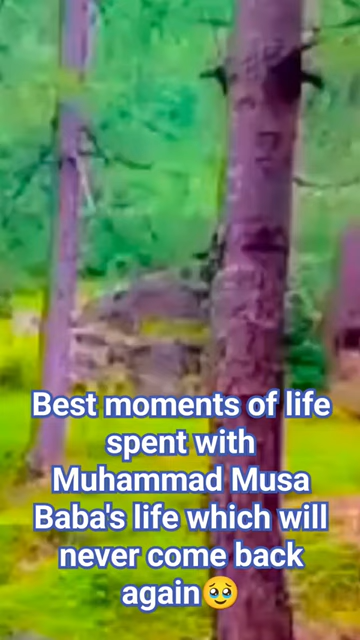 Best moments of life
spent with
Muhammad Musa
Baba's life which will
never come back
again🥹